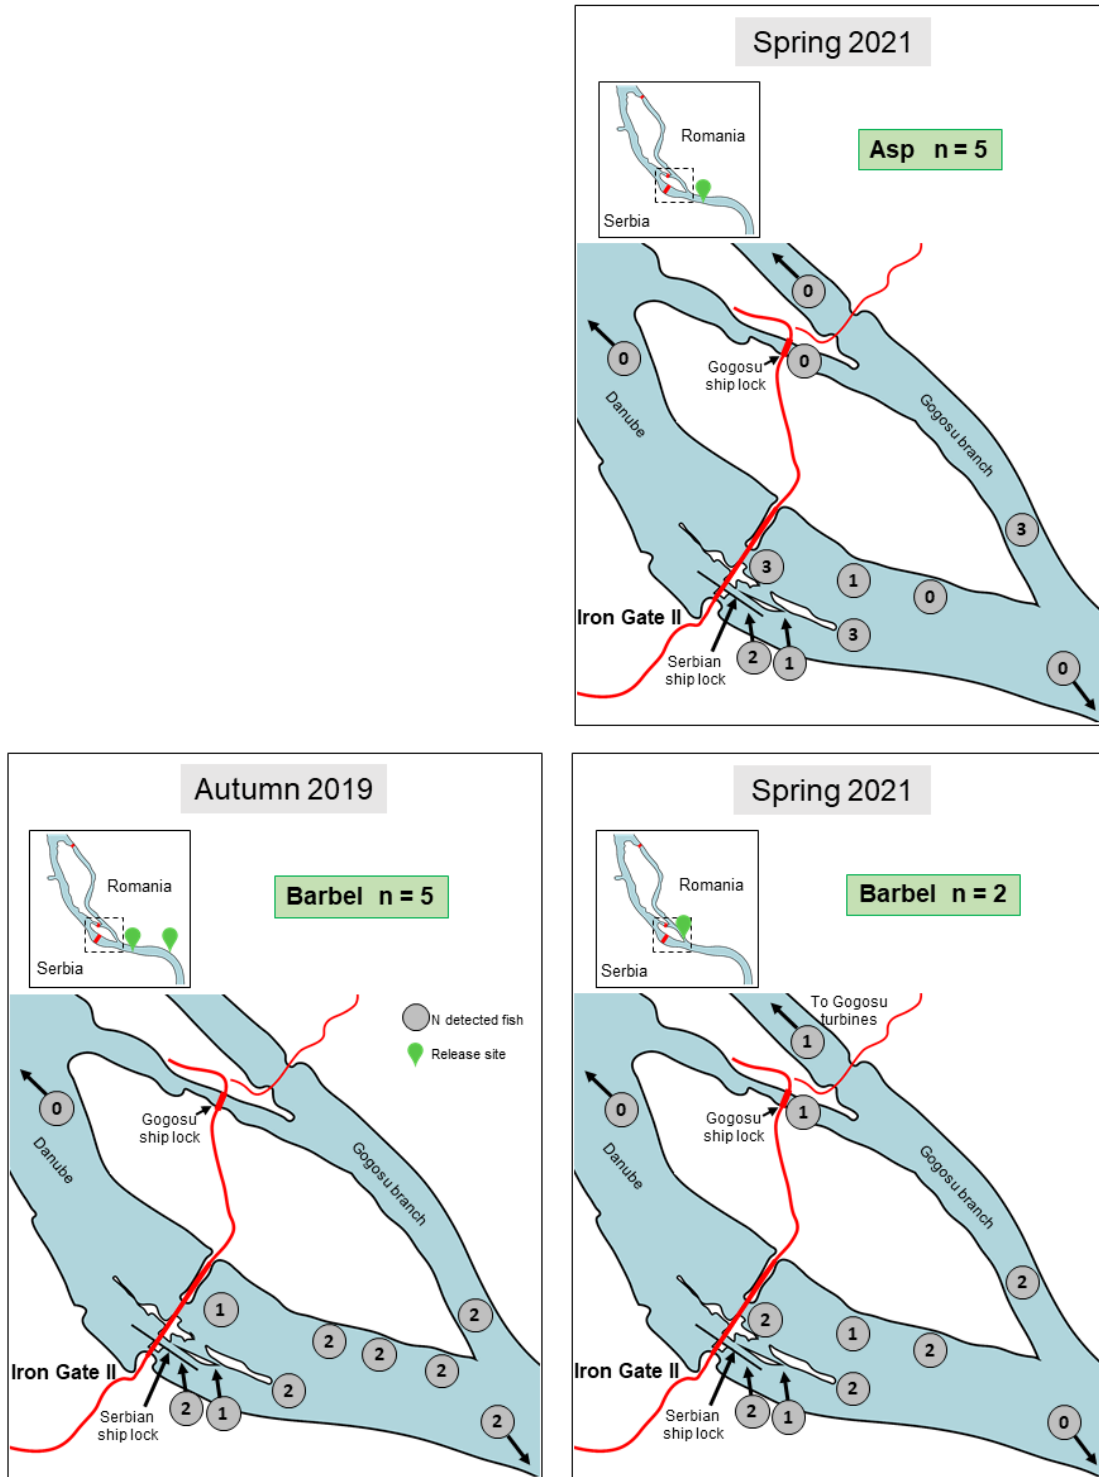 Spring 2021
Romania
Serbia
Asp n = 5
0
0
Gogosu
ship lock
0
Danube
Gogosu branch
3
3
1
0
Iron Gate II
3
Serbian
ship lock
2
1
0
Autumn 2019
Romania
Serbia
Barbel n = 5
N detected fish
Release site
0
Gogosu
ship lock
Danube
Gogosu branch
1
2
2
2
2
Iron Gate II
2
Serbian
ship lock
2
1
2
Spring 2021
Romania
Serbia
Barbel n = 2
To Gogosu
turbines
1
0
Gogosu
ship lock
1
Danube
Gogosu branch
2
2
1
2
Iron Gate II
2
Serbian
ship lock
2
1
0